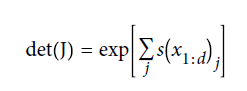 det(J) = exp[∑_j s(x_{1:d})_j]